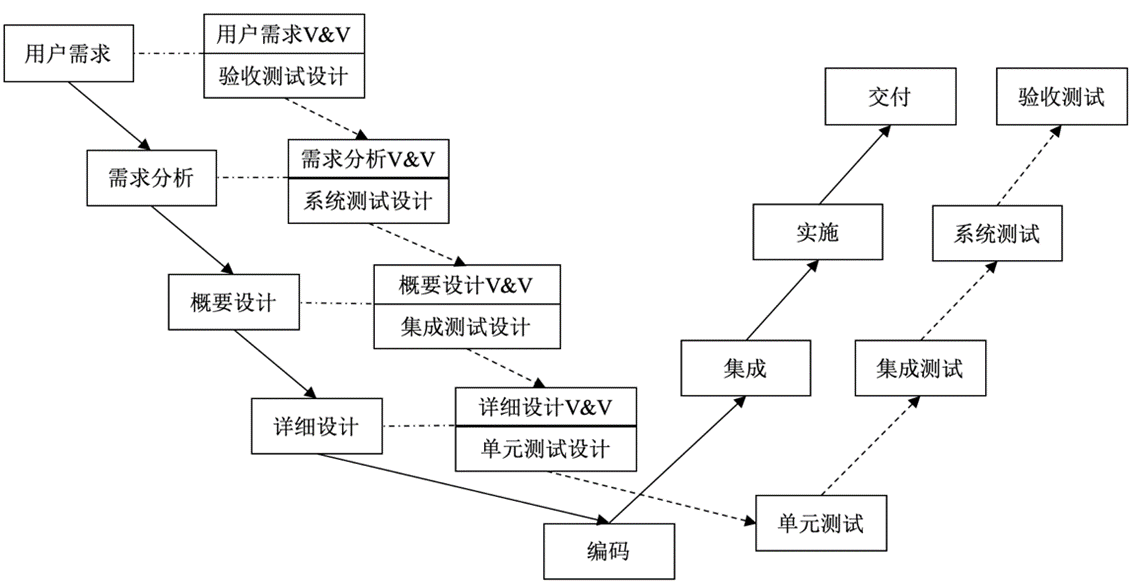 用户需求
用户需求V&V
验收测试设计
交付
验收测试
需求分析
需求分析V&V
系统测试设计
实施
系统测试
概要设计
概要设计V&V
集成测试设计
集成
集成测试
详细设计
详细设计V&V
单元测试设计
编码
单元测试